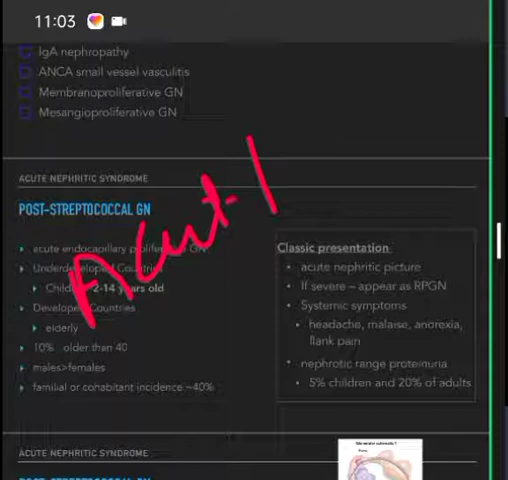 11:03
IgA nephropathy
ANCA small vessel vasculitis
Membranoproliferative GN
Mesangioproliferative GN
ACUTE NEPHRITIC SYNDROME
POST-STREPTOCOCCAL GN
acute endocapillary proliferative GN
Underdeveloped Countries
Child 2-14 years old
Developed Countries
elderly
10% older than 40
males>females
familial or cohabitant incidence ~40%
Acut
Classic presentation
acute nephritic picture
If severe – appear as RPGN
Systemic symptoms
headache, malaise, anorexia,
flank pain
nephrotic range proteinuria
5% children and 20% of adults
ACUTE NEPHRITIC SYNDROME